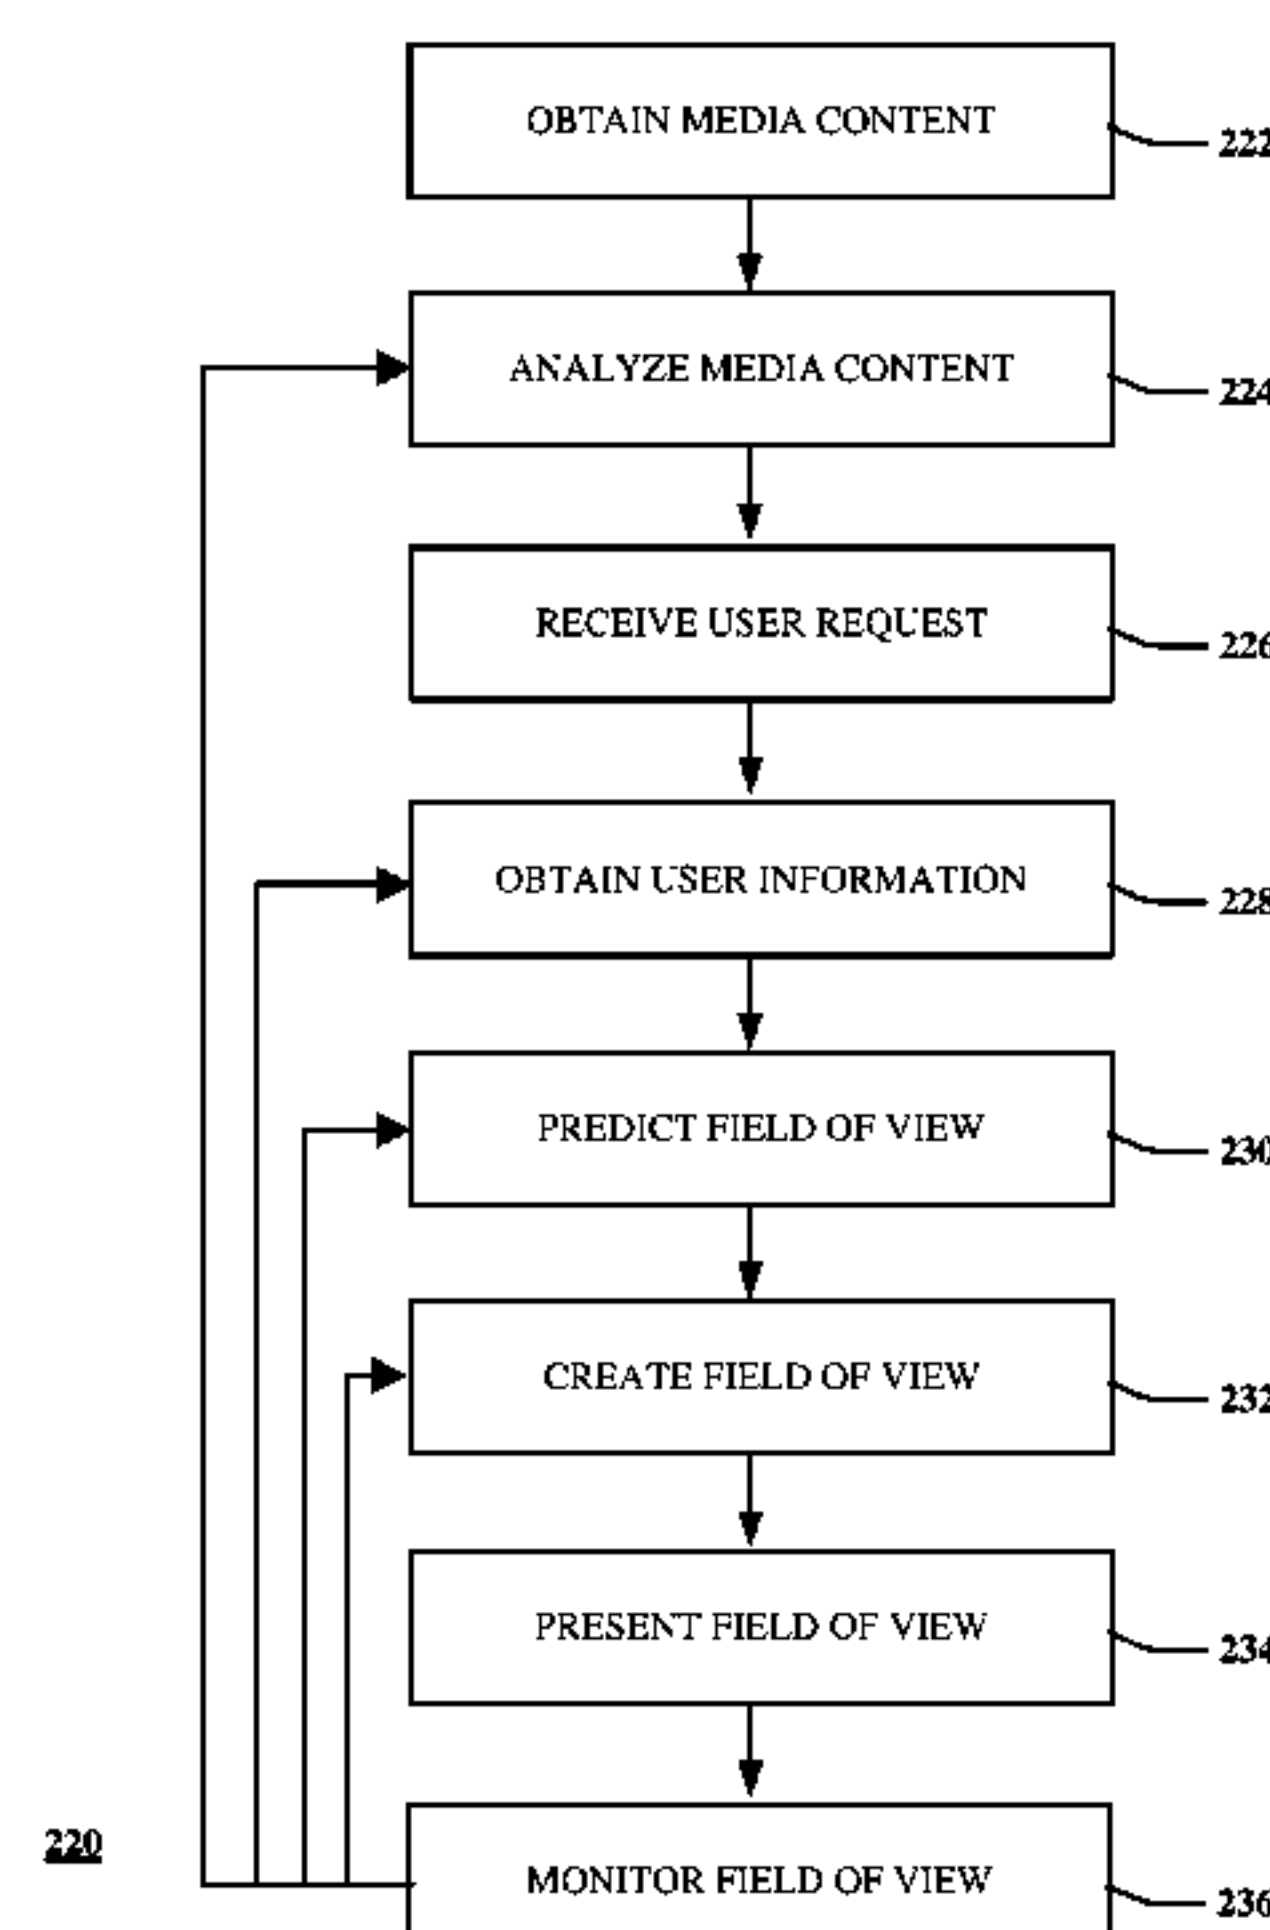 OBTAIN MEDIA CONTENT
222
ANALYZE MEDIA CONTENT
224
RECEIVE USER REQUEST
226
OBTAIN USER INFORMATION
228
PREDICT FIELD OF VIEW
230
CREATE FIELD OF VIEW
232
PRESENT FIELD OF VIEW
234
220
MONITOR FIELD OF VIEW
236